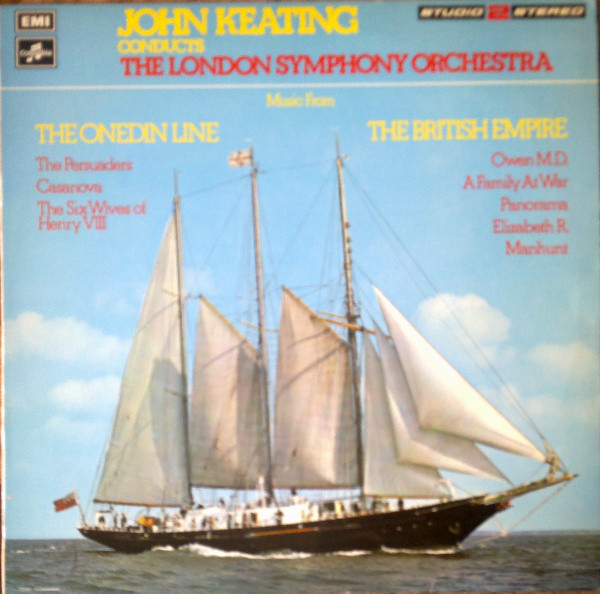 EMI
Columbia
JOHN KEATING
CONDUCTS
THE LONDON SYMPHONY ORCHESTRA
STUDIO 2 STEREO
Music From
THE ONEDIN LINE
The Persuaders
Casanova
The Six Wives of
Henry VIII
THE BRITISH EMPIRE
Owen M.D.
A Family At War
Panorama
Elizabeth R.
Manhunt